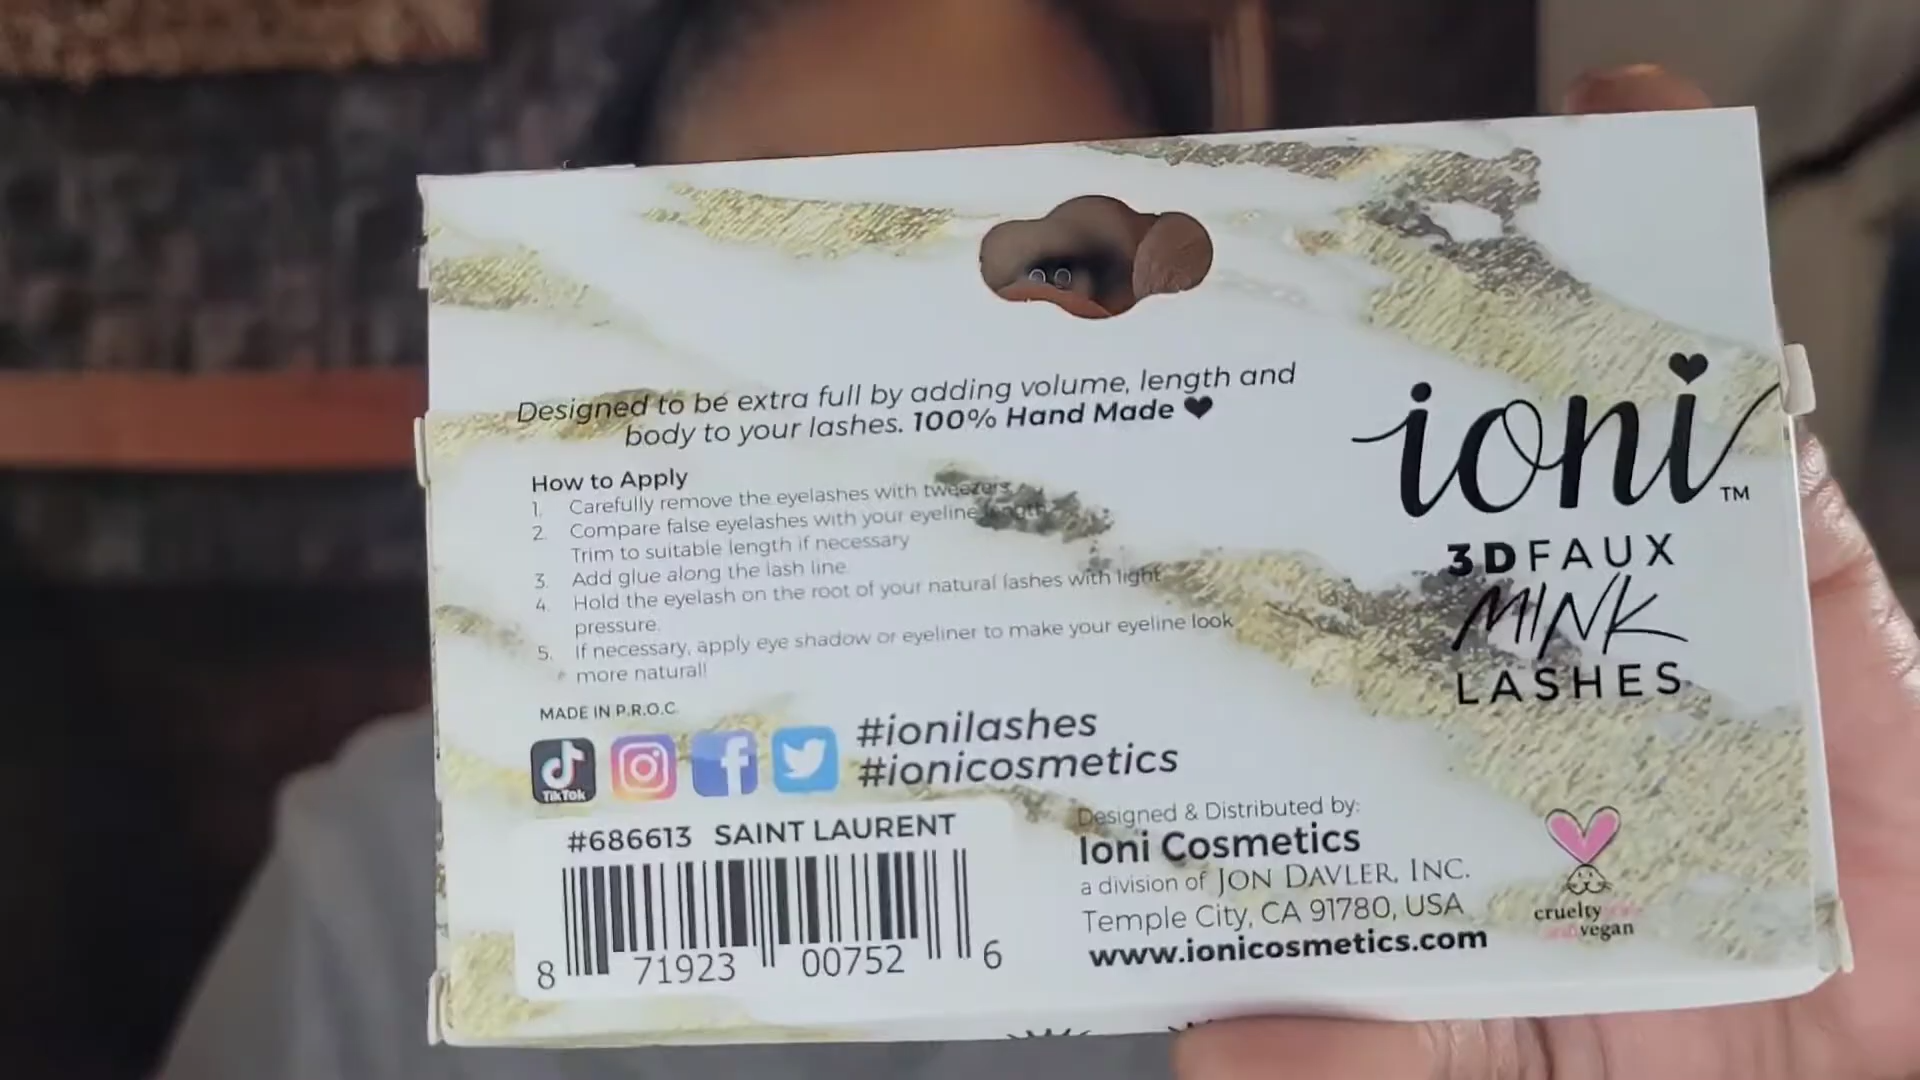 Designed to be extra full by adding volume, length and
body to your lashes. 100% Hand Made ♥
How to Apply
1. Carefully remove the eyelashes with tweezers
2. Compare false eyelashes with your eyeline length
Trim to suitable length if necessary
3. Add glue along the lash line.
4. Hold the eyelash on the root of your natural lashes with light
pressure.
5. If necessary, apply eye shadow or eyeliner to make your eyeline look
more natural!
MADE IN P.R.O.C.
TikTok
#ionilashes
#ionicosmetics
#686613 SAINT LAURENT
8 71923 00752 6
ioni™
3D FAUX
MINK
LASHES
Designed & Distributed by:
Ioni Cosmetics
a division of JON DAVLER, INC.
Temple City, CA 91780, USA
www.ionicosmetics.com
cruelty
vegan